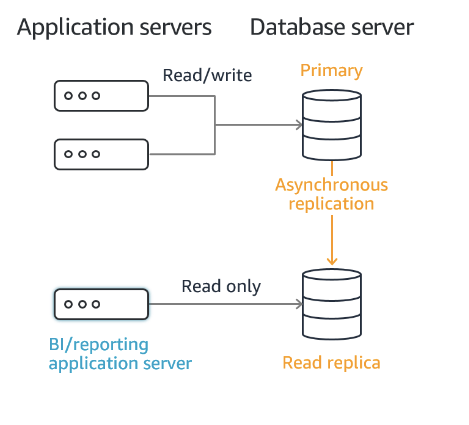 Application servers
Database server
Read/write
Primary
Asynchronous
replication
Read only
BI/reporting
application server
Read replica